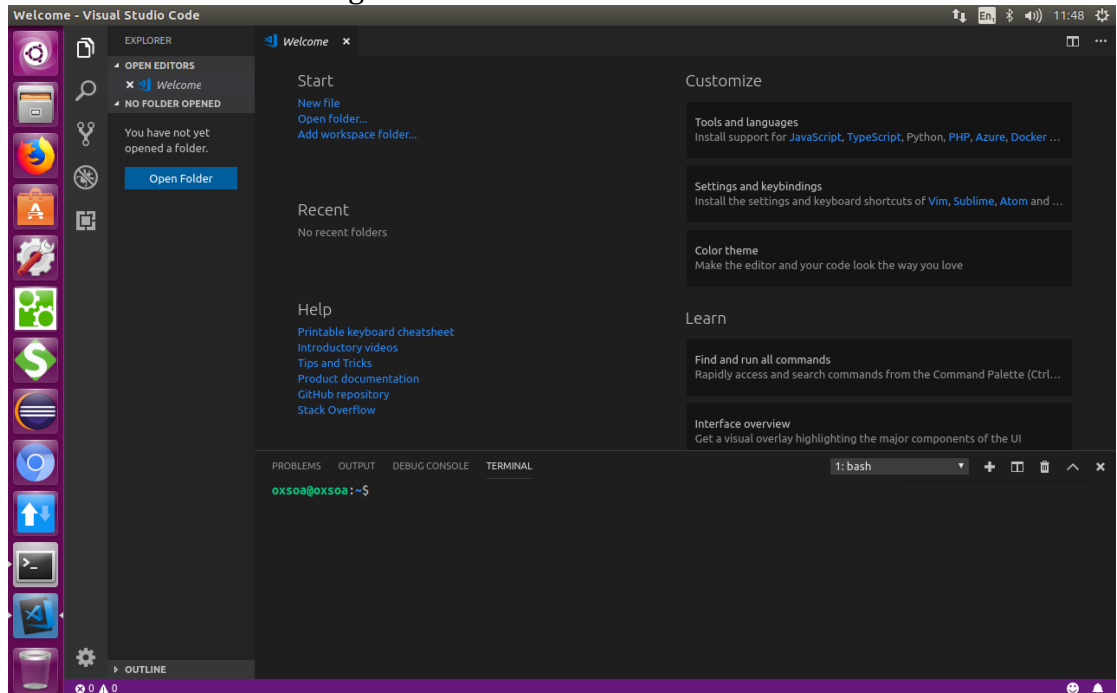 Welcome - Visual Studio Code
En
11:48
EXPLORER
OPEN EDITORS
Welcome
NO FOLDER OPENED
You have not yet
opened a folder.
Open Folder
OUTLINE
Welcome
Start
New file
Open folder...
Add workspace folder...
Recent
No recent folders
Help
Printable keyboard cheatsheet
Introductory videos
Tips and Tricks
Product documentation
GitHub repository
Stack Overflow
Customize
Tools and languages
Install support for JavaScript, TypeScript, Python, PHP, Azure, Docker ...
Settings and keybindings
Install the settings and keyboard shortcuts of Vim, Sublime, Atom and ...
Color theme
Make the editor and your code look the way you love
Learn
Find and run all commands
Rapidly access and search commands from the Command Palette (Ctrl...
Interface overview
Get a visual overlay highlighting the major components of the UI
PROBLEMS OUTPUT DEBUG CONSOLE TERMINAL 1: bash
oxsoa@oxsoa:~$
0 0